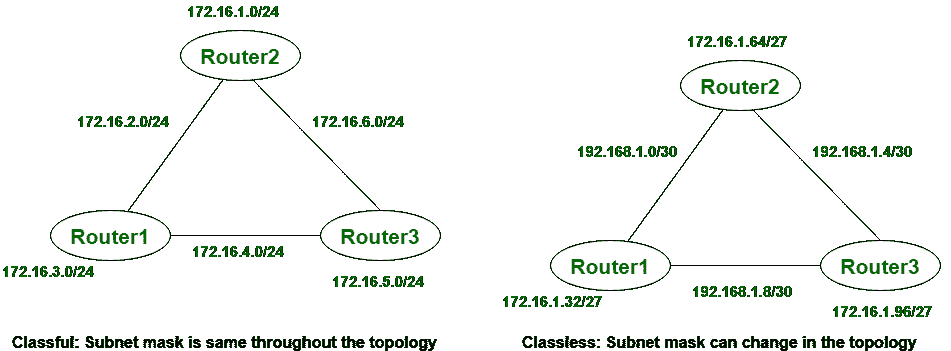 172.16.1.0/24
Router2
172.16.2.0/24
172.16.6.0/24
Router1
Router3
172.16.4.0/24
172.16.3.0/24
172.16.5.0/24
Classful: Subnet mask is same throughout the topology
172.16.1.64/27
Router2
192.168.1.0/30
192.168.1.4/30
Router1
Router3
192.168.1.8/30
172.16.1.32/27
172.16.1.96/27
Classless: Subnet mask can change in the topology